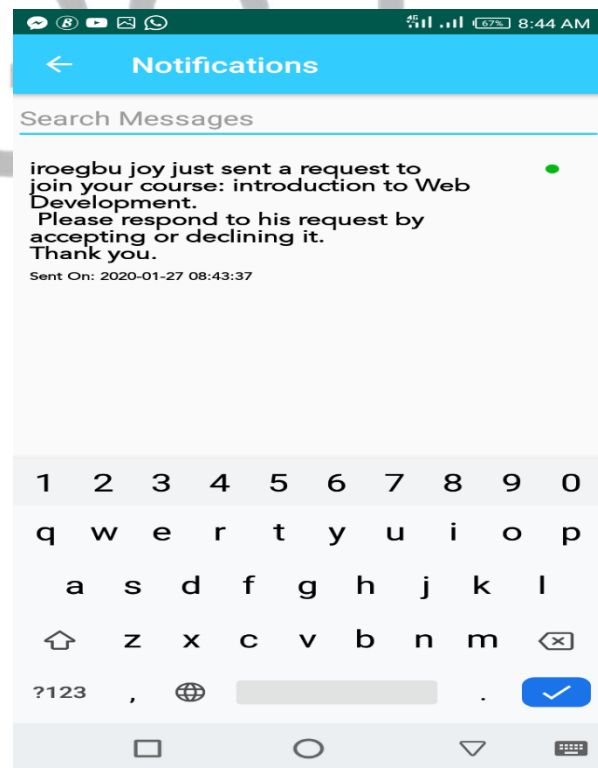 67% 8:44 AM
Notifications
Search Messages
iroegbu joy just sent a request to
join your course: introduction to Web
Development.
Please respond to his request by
accepting or declining it.
Thank you.
Sent On: 2020-01-27 08:43:37
1 2 3 4 5 6 7 8 9 0
q w e r t y u i o p
a s d f g h j k l
z x c v b n m
?123 , .